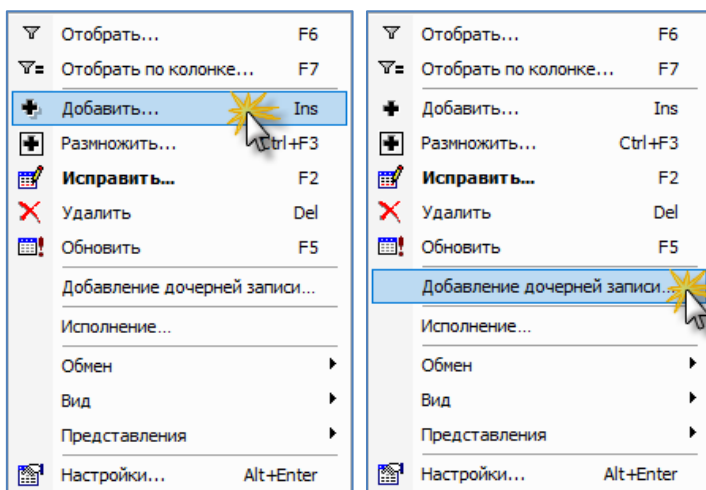 Отобрать... F6
Отобрать по колонке... F7
Добавить... Ins
Размножить... Ctrl+F3
Исправить... F2
Удалить Del
Обновить F5
Добавление дочерней записи...
Исполнение...
Обмен
Вид
Представления
Настройки... Alt+Enter
Отобрать... F6
Отобрать по колонке... F7
Добавить... Ins
Размножить... Ctrl+F3
Исправить... F2
Удалить Del
Обновить F5
Добавление дочерней записи...
Исполнение...
Обмен
Вид
Представления
Настройки... Alt+Enter